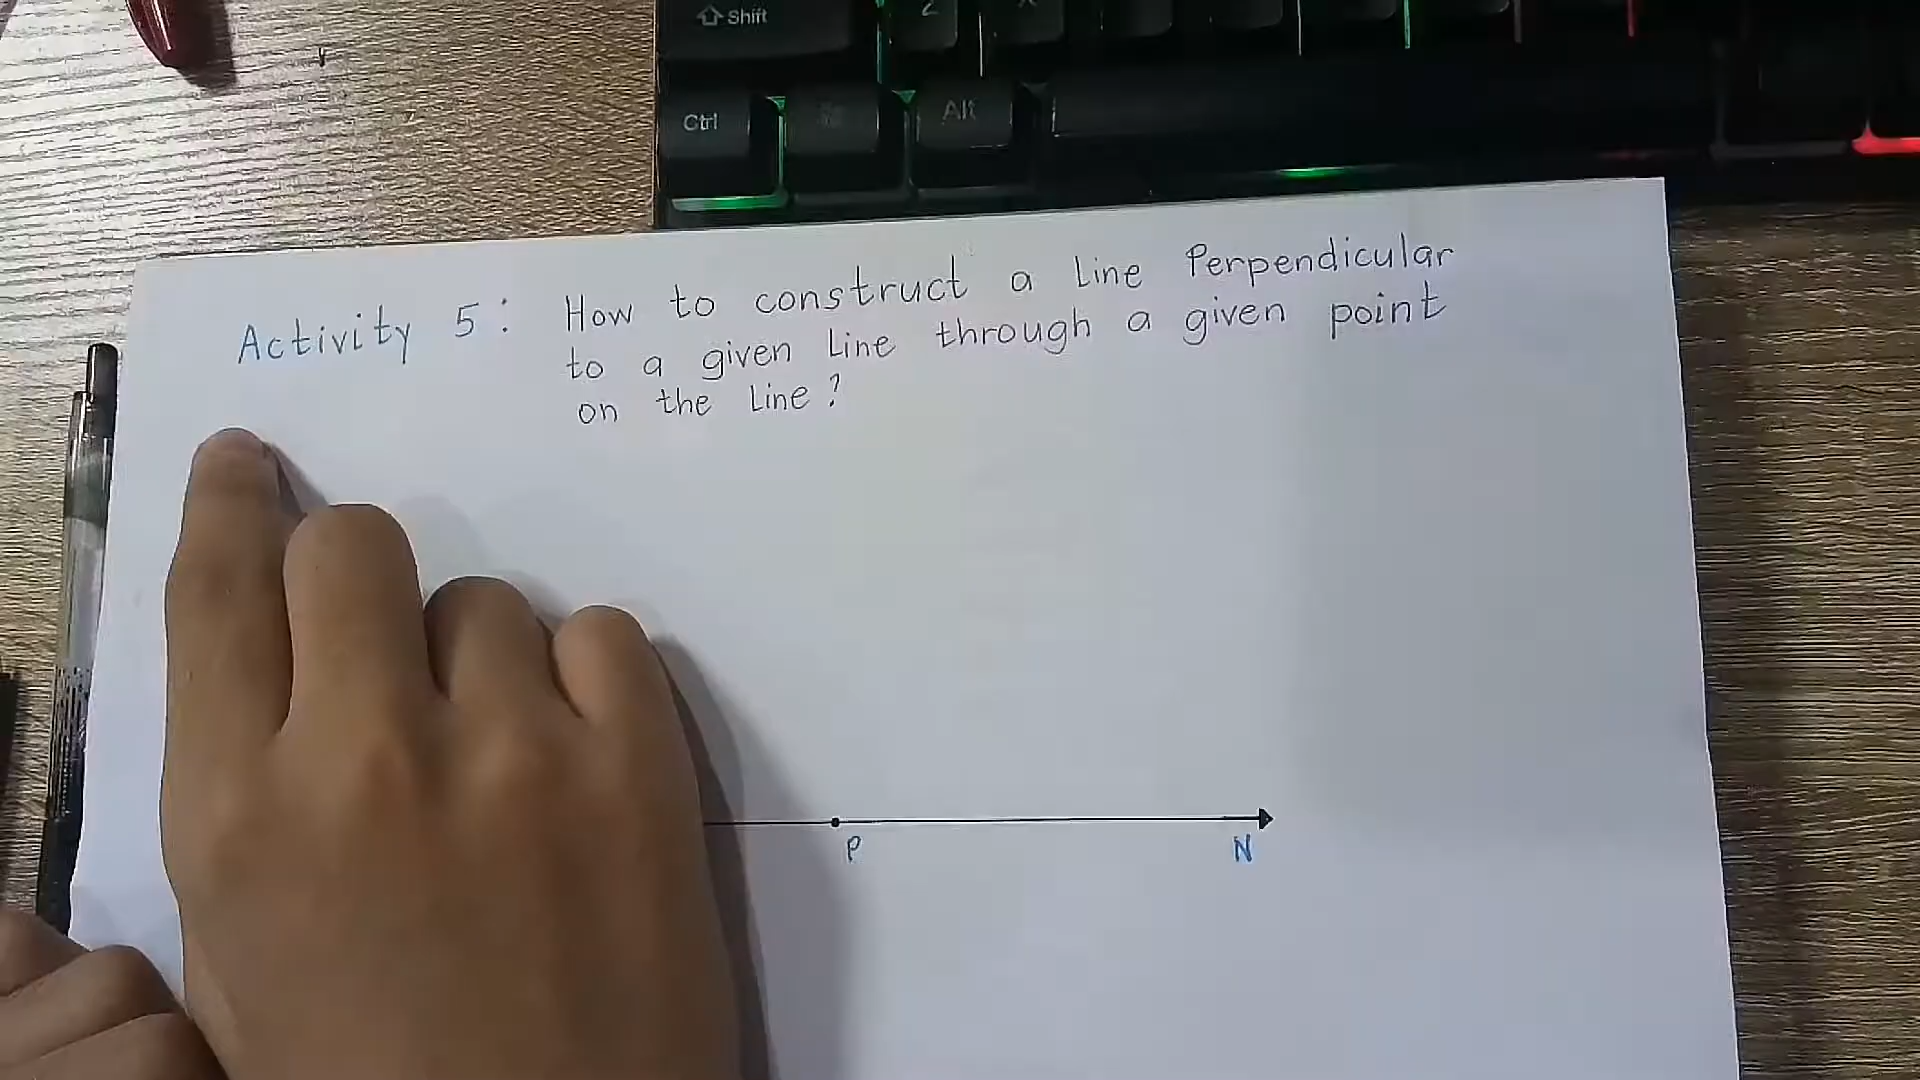 Shift
Ctrl
Alt
Activity 5: How to construct a Line Perpendicular
to a given Line through a given point
on the Line?
P
N